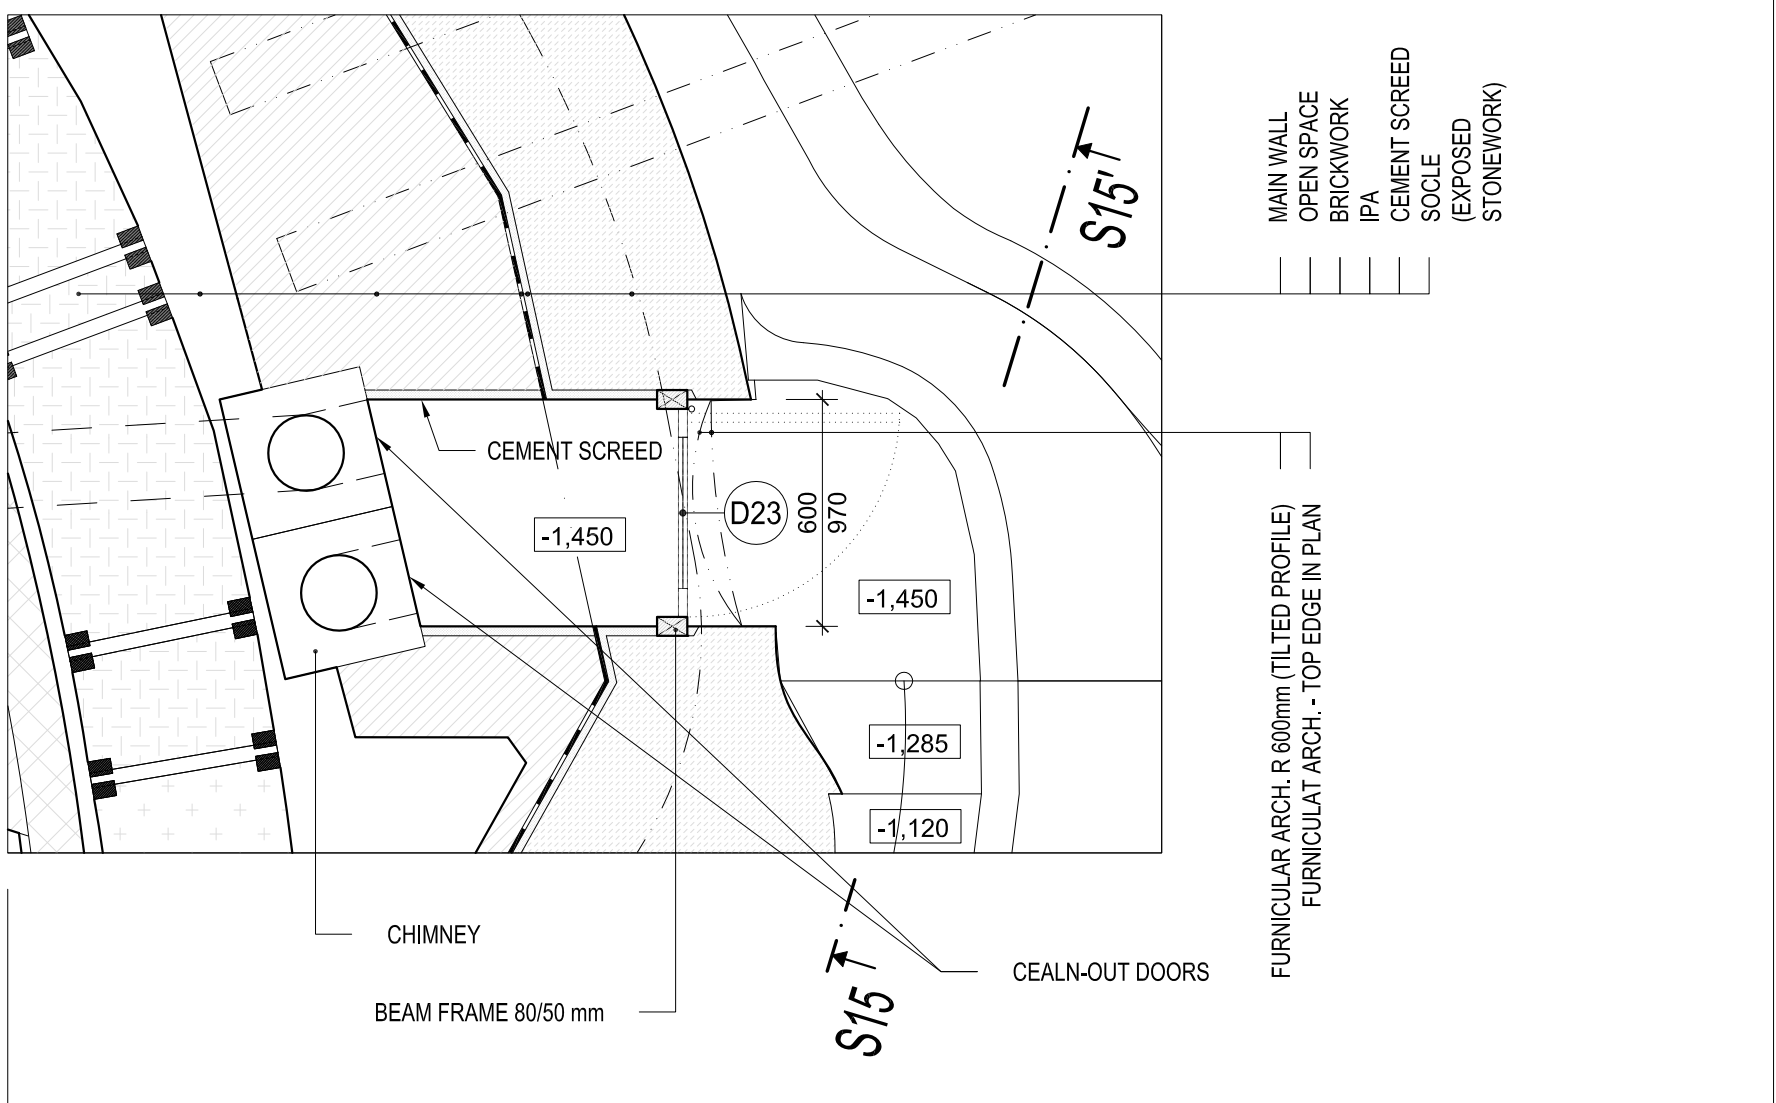 MAIN WALL
OPEN SPACE
BRICKWORK
IPA
CEMENT SCREED
SOCLE
(EXPOSED
STONEWORK)
S15'
CEMENT SCREED
D23
600
970
-1,450
-1,450
-1,285
-1,120
FURNICULAR ARCH. R 600mm (TILTED PROFILE)
FURNICULAT ARCH. - TOP EDGE IN PLAN
CHIMNEY
CEALN-OUT DOORS
BEAM FRAME 80/50 mm
S15